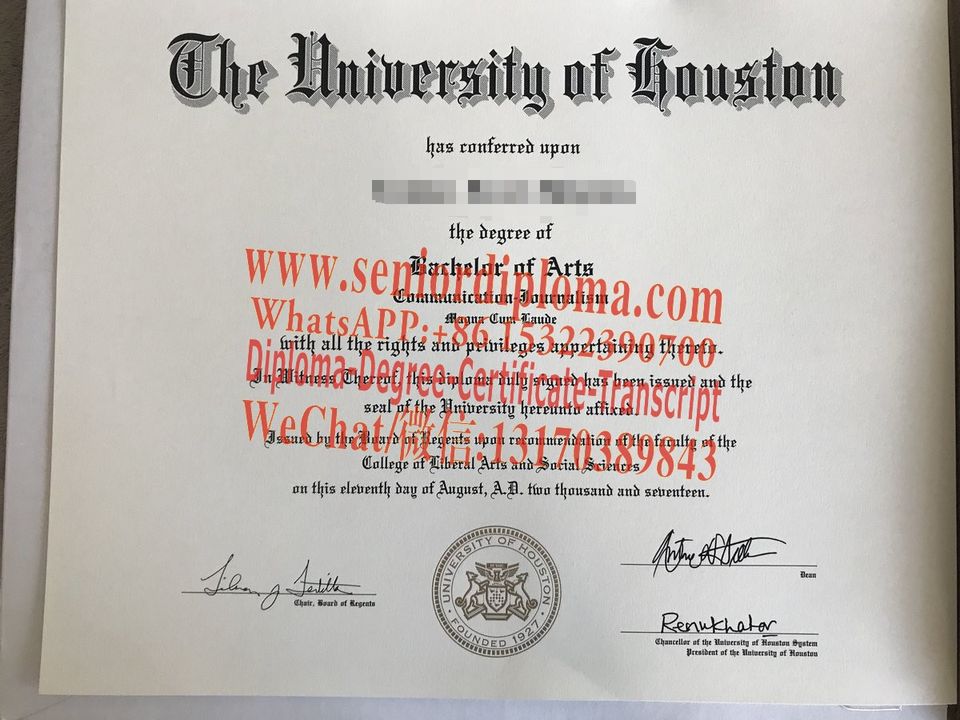 The University of Houston
has conferred upon
the degree of
Bachelor of Arts
www.seniordiploma.com
Communication-Journalism
Magna Cum Laude
WhatsAPP:+86 15322390700
with all the rights and privileges appertaining thereto.
Diploma-Degree-Certificate-Transcript
In Witness Thereof, this diploma duly signed has been issued and the
seal of the University hereunto affixed.
WeChat/微信:13170389843
Issued by the Board of Regents upon recommendation of the faculty of the
College of Liberal Arts and Social Sciences
on this eleventh day of August, A.D. two thousand and seventeen.
UNIVERSITY OF HOUSTON
FOUNDED 1927
Chair, Board of Regents
Dean
Renu Khator
Chancellor of the University of Houston System
President of the University of Houston